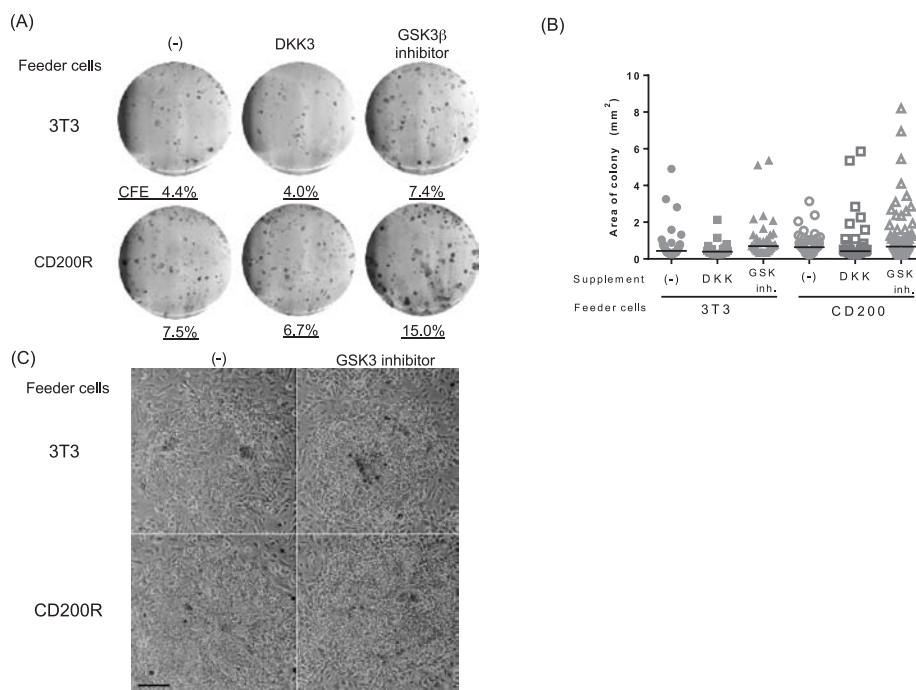 (A)
(-)
DKK3
GSK3β
inhibitor
Feeder cells
3T3
CFE 4.4%
4.0%
7.4%
CD200R
7.5%
6.7%
15.0%
(B)
Area of colony (mm²)
10
8
6
4
2
0
Supplement
(-)
DKK
GSK
inh.
(-)
DKK
GSK
inh.
Feeder cells
3T3
CD200
(C)
(-)
GSK3 inhibitor
Feeder cells
3T3
CD200R